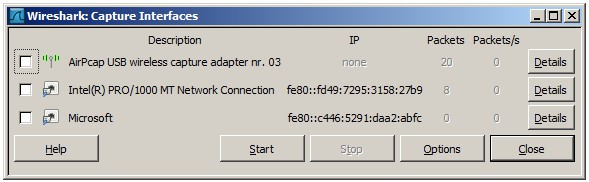 Wireshark: Capture Interfaces
Description IP Packets Packets/s
AirPcap USB wireless capture adapter nr. 03 none 20 0 Details
Intel(R) PRO/1000 MT Network Connection fe80::fd49:7295:3158:27b9 8 0 Details
Microsoft fe80::c446:5291:daa2:abfc 0 0 Details
Help Start Stop Options Close